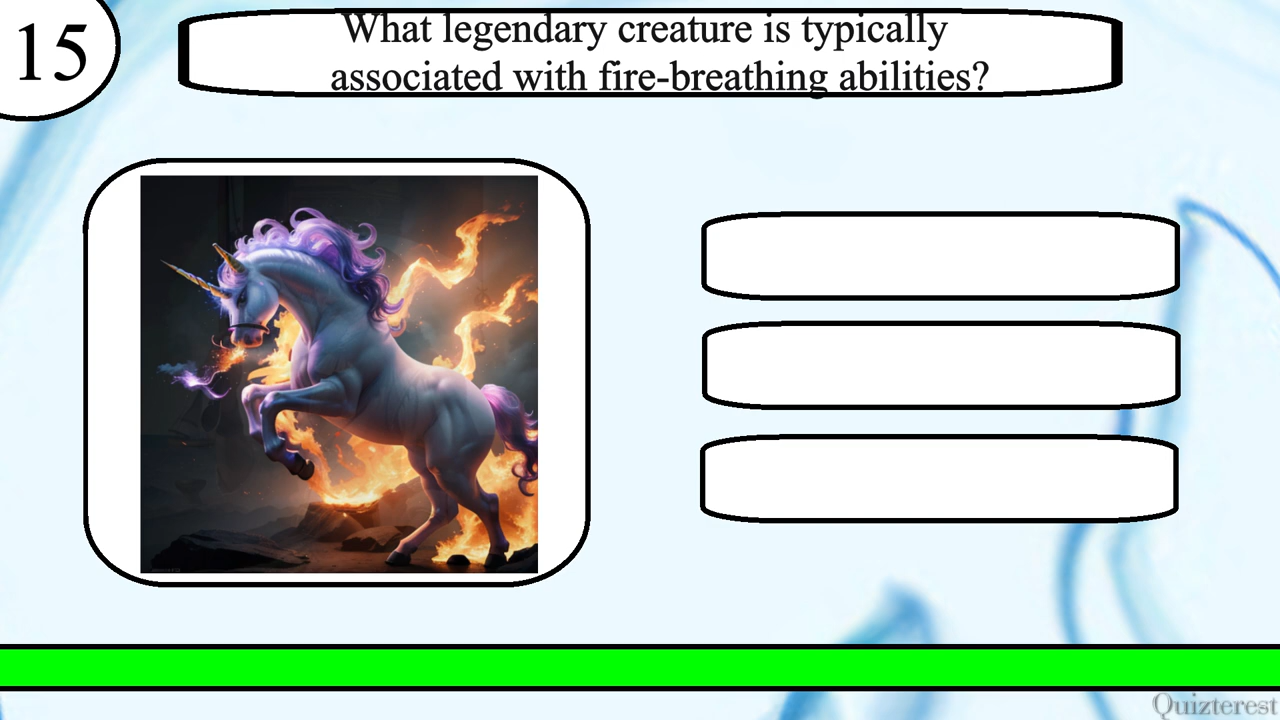 15
What legendary creature is typically
associated with fire-breathing abilities?
Quizterest